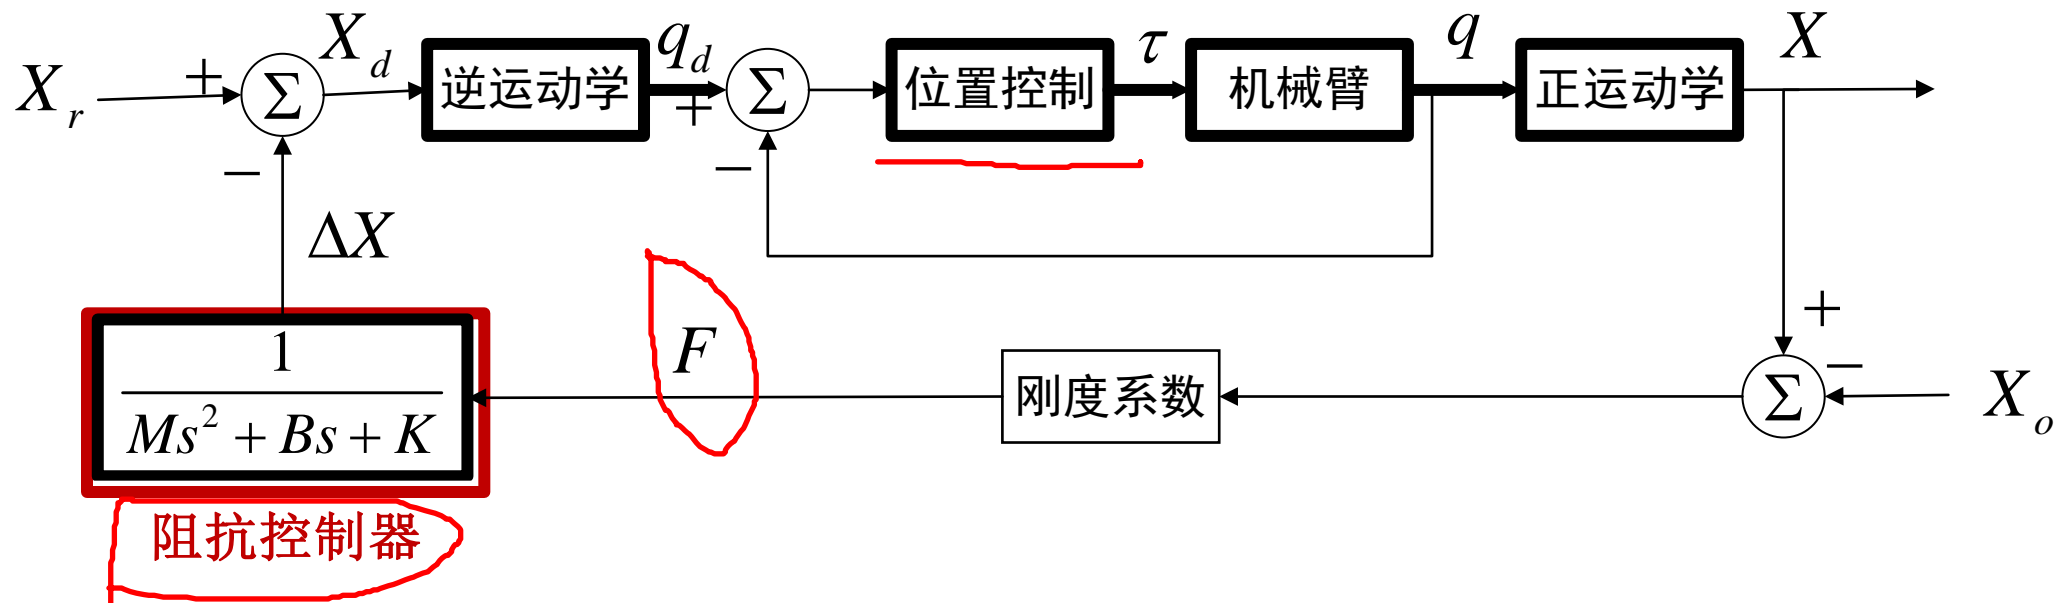 X_r
+
Σ
−
X_d
逆运动学
q_d
+
Σ
−
位置控制
τ
机械臂
q
正运动学
X
ΔX
+
−
Σ
X_o
刚度系数
F
1
Ms² + Bs + K
阻抗控制器